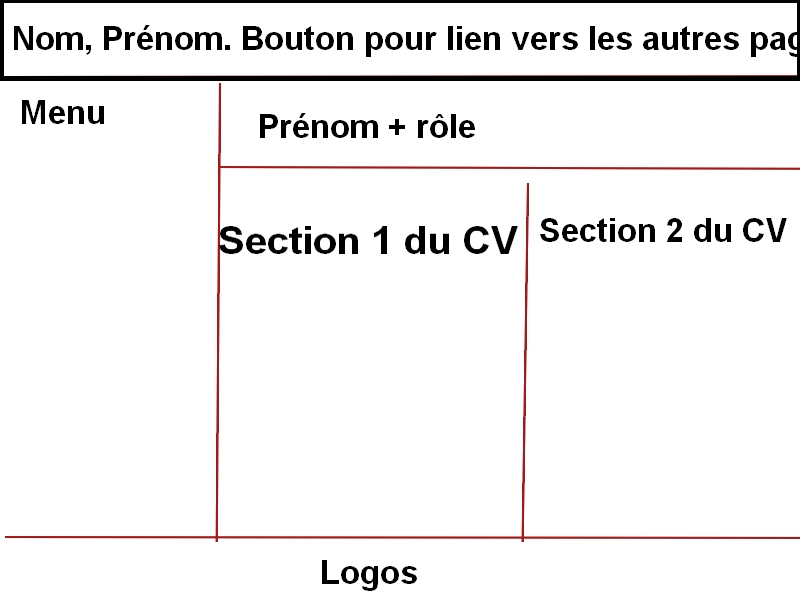 Nom, Prénom. Bouton pour lien vers les autres pag
Menu
Prénom + rôle
Section 1 du CV
Section 2 du CV
Logos